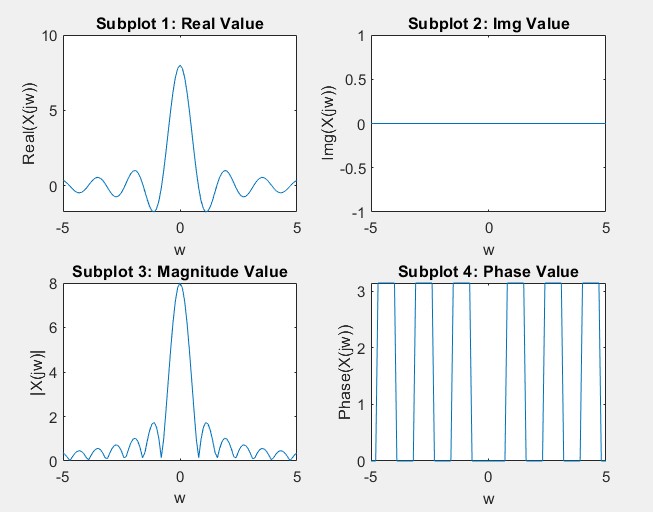 Subplot 1: Real Value
Real(X(jw))
10
5
0
-5
0
5
w
Subplot 2: Img Value
Img(X(jw))
1
0.5
0
-0.5
-1
-5
0
5
w
Subplot 3: Magnitude Value
|X(jw)|
8
6
4
2
0
-5
0
5
w
Subplot 4: Phase Value
Phase(X(jw))
3
2
1
0
-5
0
5
w